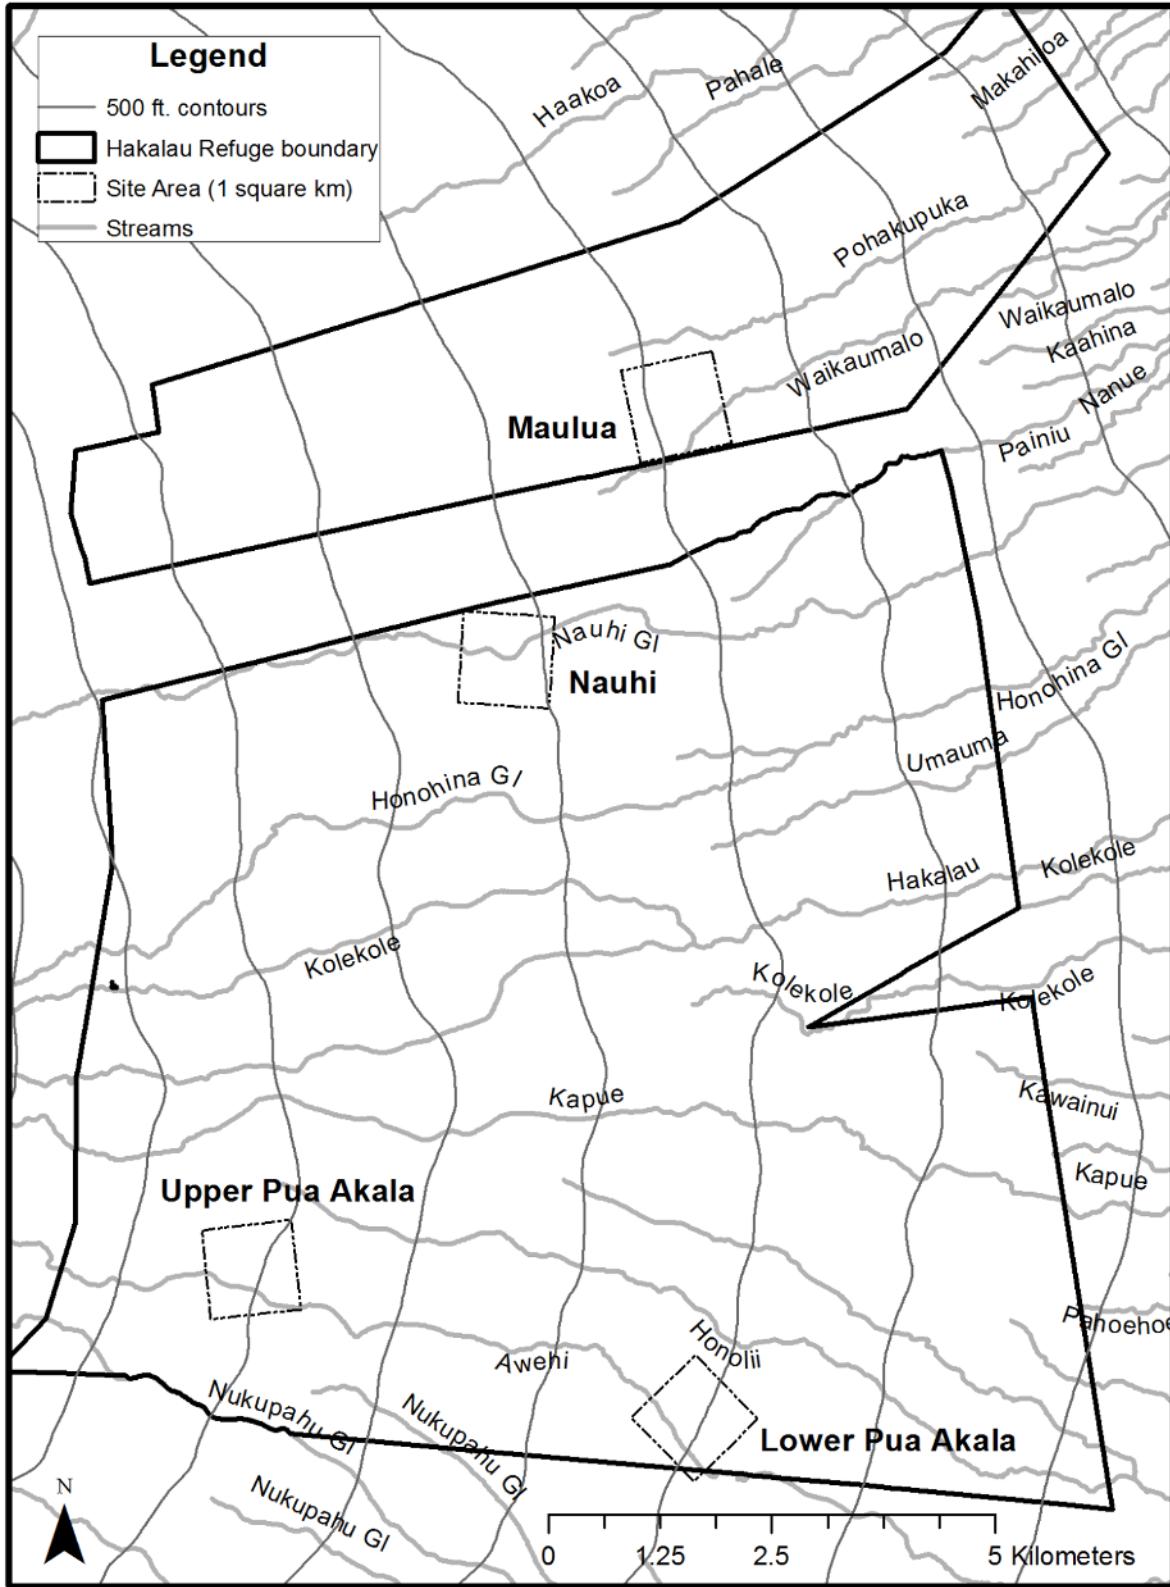 Legend
500 ft. contours
Hakalau Refuge boundary
Site Area (1 square km)
Streams
Haakoa
Pahale
Makahiloa
Pohakupuka
Waikaumalo
Waikaumalo
Kaahina
Nanue
Painiu
Maulua
Nauhi Gl
Nauhi
Honohina Gl
Umauma
Honohina Gl
Hakalau
Kolekole
Kolekole
Kolekole
Kolekole
Kapue
Kawainui
Kapue
Upper Pua Akala
Pahoehoe
Honolii
Awehi
Nukupahu Gl
Nukupahu Gl
Lower Pua Akala
Nukupahu Gl
N
0 1.25 2.5 5 Kilometers